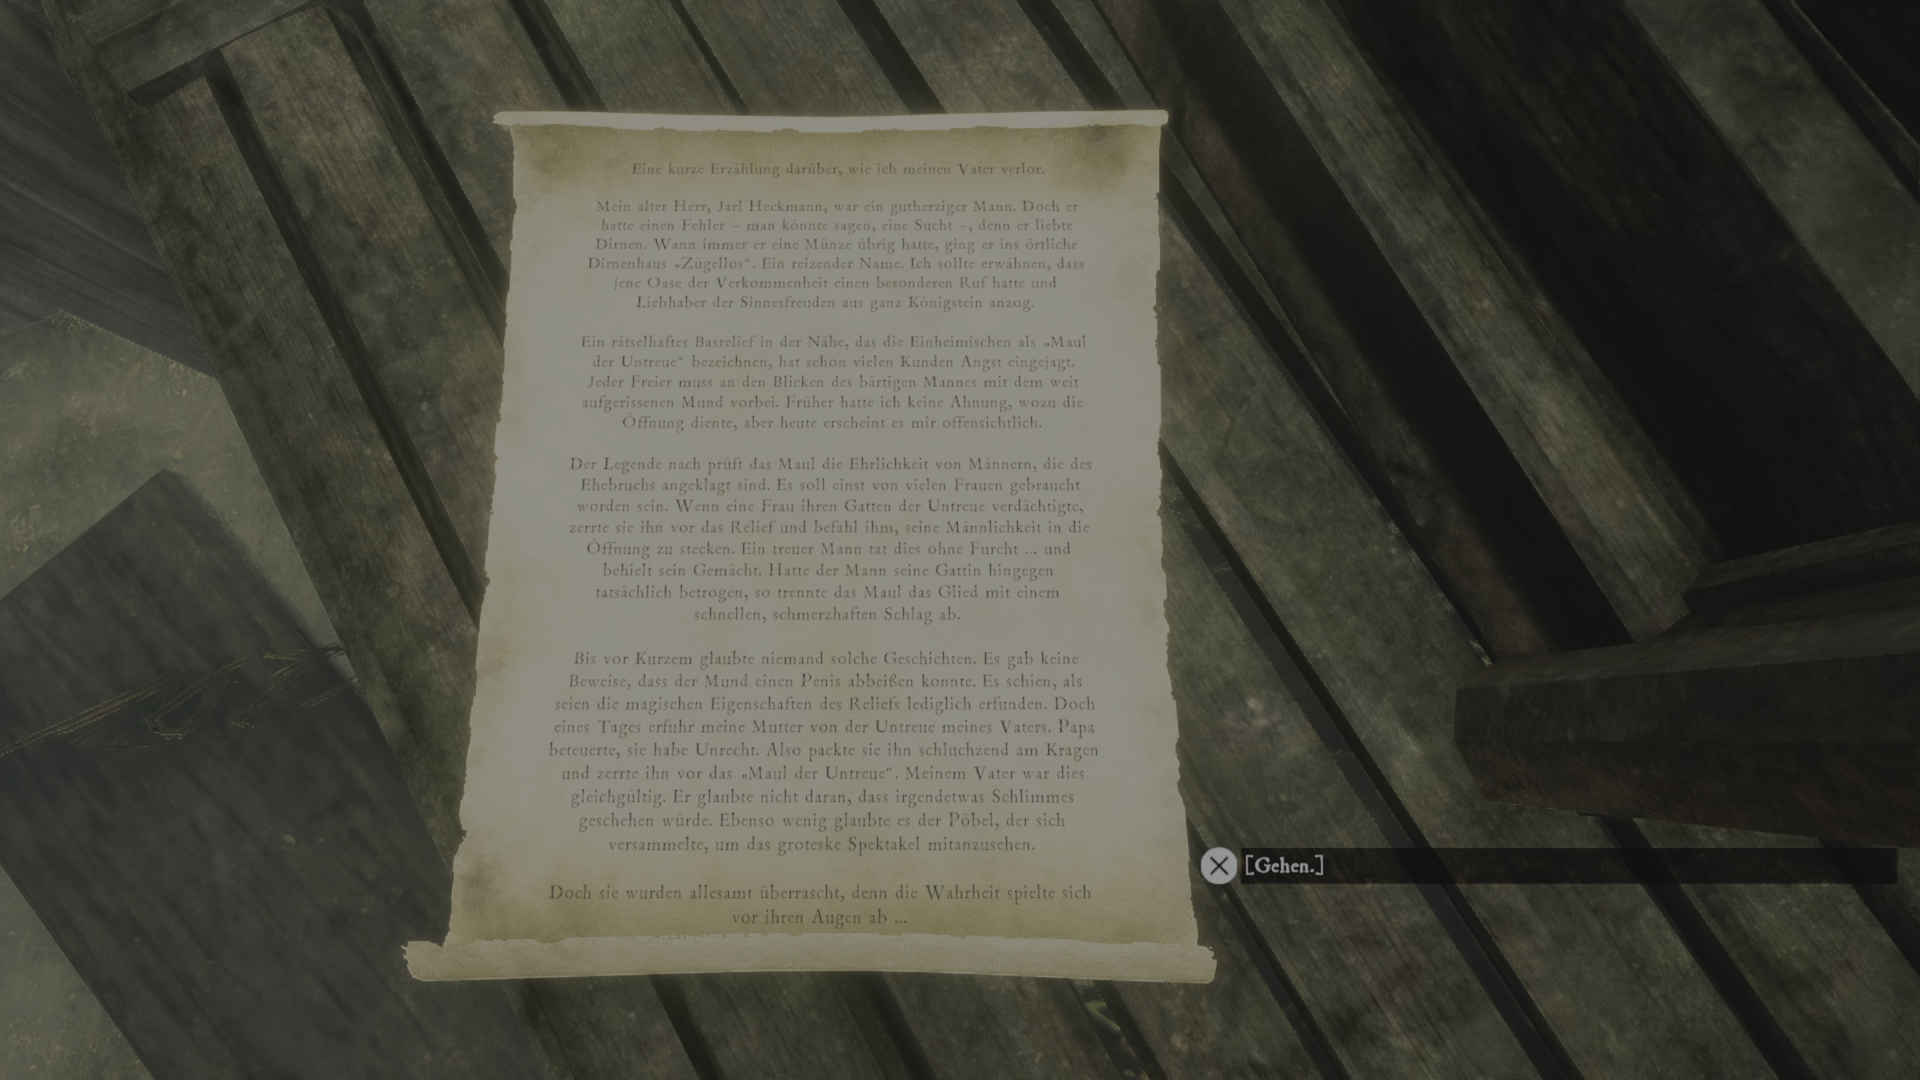 Eine kurze Erzählung darüber, wie ich meinen Vater verlor.
Mein alter Herr, Jarl Heckmann, war ein gutherziger Mann. Doch er
hatte einen Fehler – man könnte sagen, eine Sucht –, denn er liebte
Dirnen. Wann immer er eine Münze übrig hatte, ging er ins örtliche
Dirnenhaus „Zügellos“. Ein reizender Name. Ich sollte erwähnen, dass
jene Oase der Verkommenheit einen besonderen Ruf hatte und
Liebhaber der Sinnesfreuden aus ganz Königstein anzog.
Ein rätselhaftes Basrelief in der Nähe, das die Einheimischen als „Maul
der Untreue“ bezeichnen, hat schon vielen Kunden Angst eingejagt.
Jeder Freier muss an den Blicken des bärtigen Mannes mit dem weit
aufgerissenen Mund vorbei. Früher hatte ich keine Ahnung, wozu die
Öffnung diente, aber heute erscheint es mir offensichtlich.
Der Legende nach prüft das Maul die Ehrlichkeit von Männern, die des
Ehebruchs angeklagt sind. Es soll einst von vielen Frauen gebraucht
worden sein. Wenn eine Frau ihren Gatten der Untreue verdächtigte,
zerrte sie ihn vor das Relief und befahl ihm, seine Männlichkeit in die
Öffnung zu stecken. Ein treuer Mann tat dies ohne Furcht ... und
behielt sein Gemächt. Hatte der Mann seine Gattin hingegen
tatsächlich betrogen, so trennte das Maul das Glied mit einem
schnellen, schmerzhaften Schlag ab.
Bis vor Kurzem glaubte niemand solche Geschichten. Es gab keine
Beweise, dass der Mund einen Penis abbeißen konnte. Es schien, als
seien die magischen Eigenschaften des Reliefs lediglich erfunden. Doch
eines Tages erfuhr meine Mutter von der Untreue meines Vaters. Papa
beteuerte, sie habe Unrecht. Also packte sie ihn schluchzend am Kragen
und zerrte ihn vor das „Maul der Untreue“. Meinem Vater war dies
gleichgültig. Er glaubte nicht daran, dass irgendetwas Schlimmes
geschehen würde. Ebenso wenig glaubte es der Pöbel, der sich
versammelte, um das groteske Spektakel mitanzusehen.
Doch sie wurden allesamt überrascht, denn die Wahrheit spielte sich
vor ihren Augen ab ...
[Gehen.]